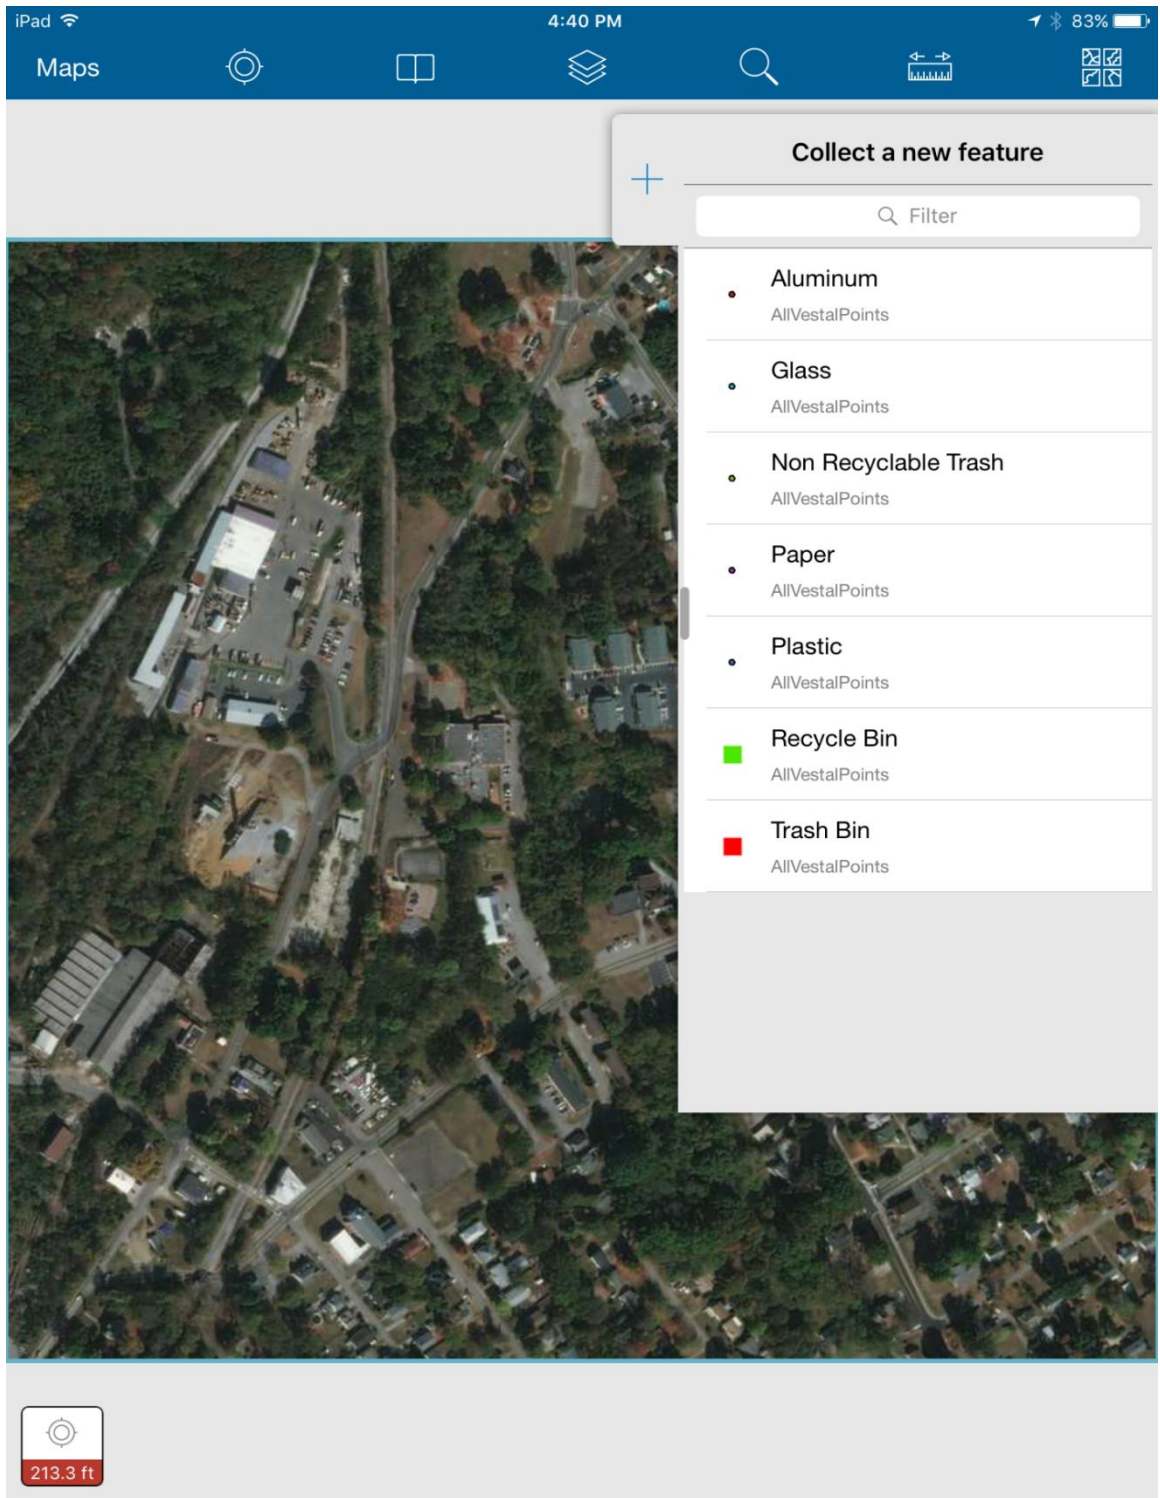 iPad 4:40 PM 83%
Maps
Collect a new feature
Filter
Aluminum
AllVestalPoints
Glass
AllVestalPoints
Non Recyclable Trash
AllVestalPoints
Paper
AllVestalPoints
Plastic
AllVestalPoints
Recycle Bin
AllVestalPoints
Trash Bin
AllVestalPoints
213.3 ft